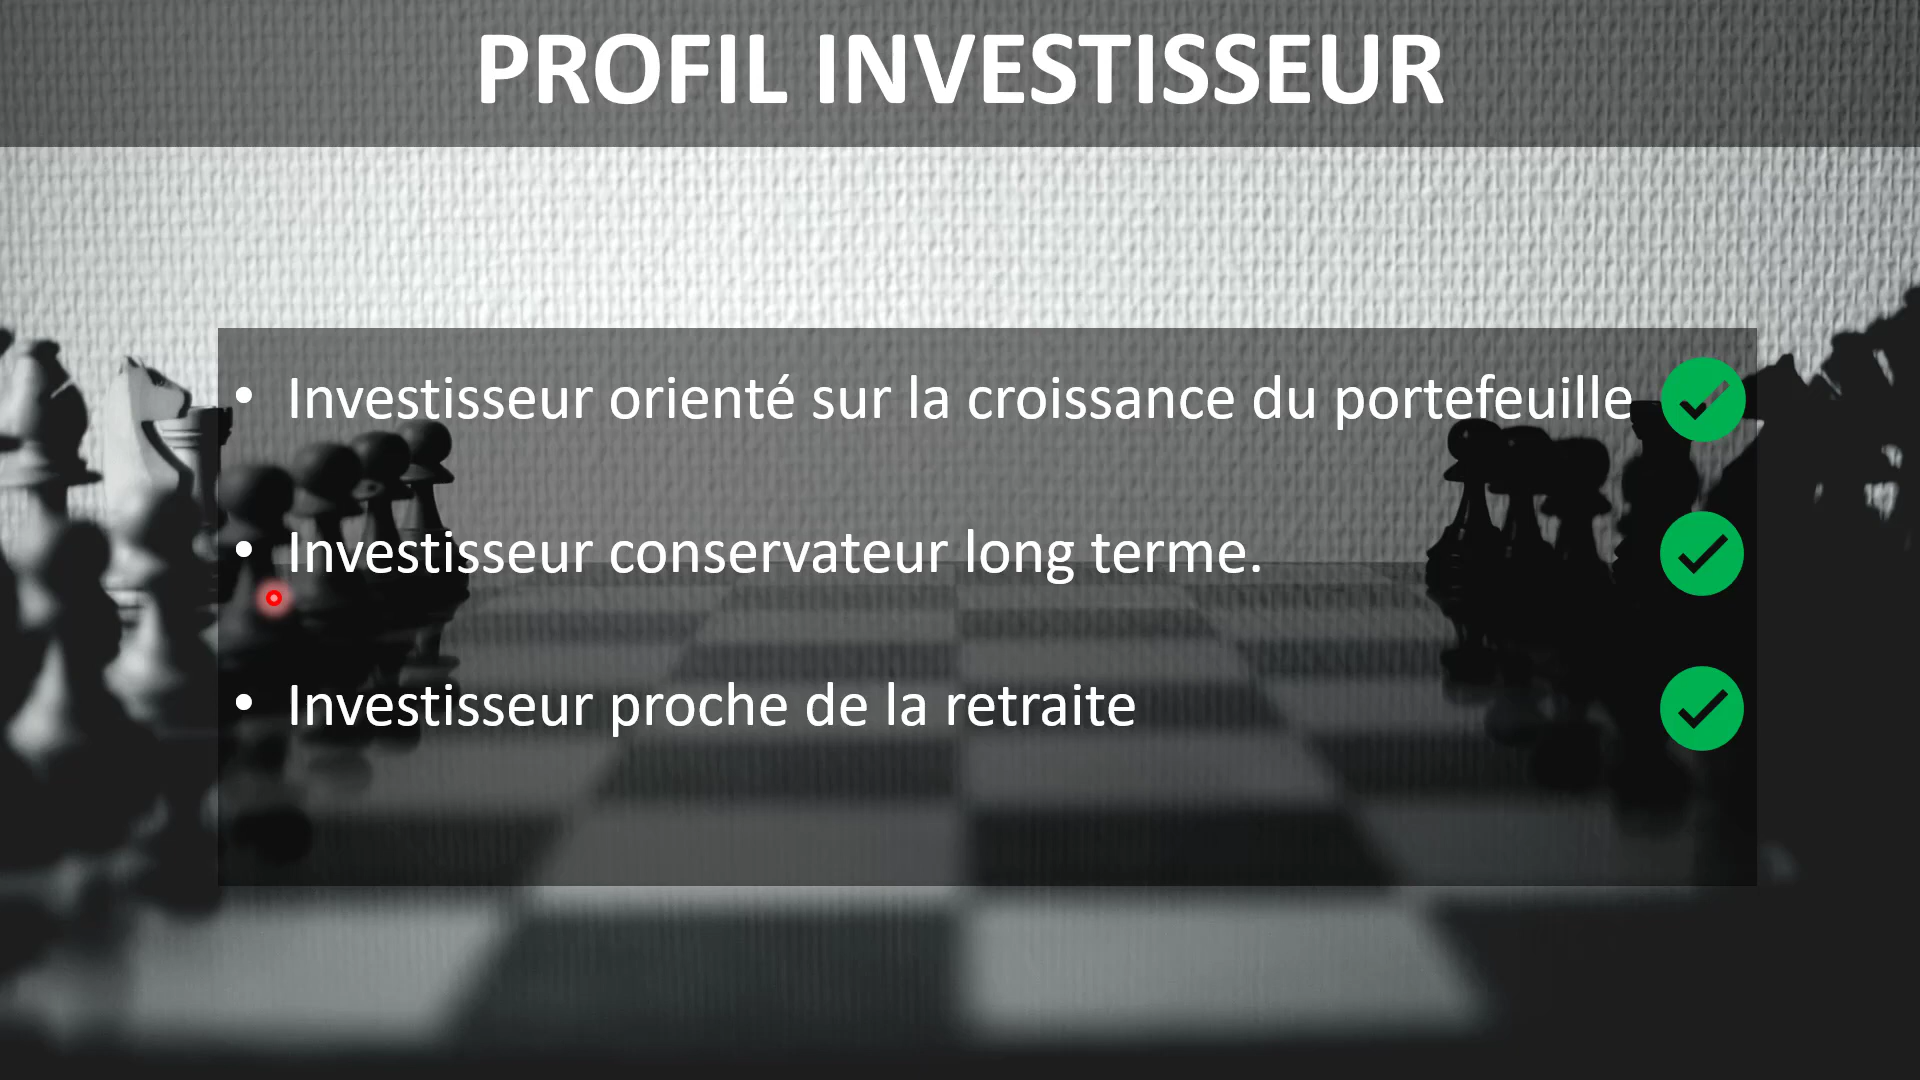 PROFIL INVESTISSEUR
• Investisseur orienté sur la croissance du portefeuille
• Investisseur conservateur long terme.
• Investisseur proche de la retraite